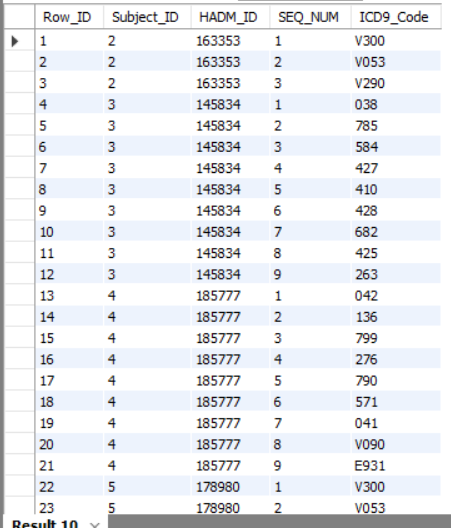 Row_ID Subject_ID HADM_ID SEQ_NUM ICD9_Code
1 2 163353 1 V300
2 2 163353 2 V053
3 2 163353 3 V290
4 3 145834 1 038
5 3 145834 2 785
6 3 145834 3 584
7 3 145834 4 427
8 3 145834 5 410
9 3 145834 6 428
10 3 145834 7 682
11 3 145834 8 425
12 3 145834 9 263
13 4 185777 1 042
14 4 185777 2 136
15 4 185777 3 799
16 4 185777 4 276
17 4 185777 5 790
18 4 185777 6 571
19 4 185777 7 041
20 4 185777 8 V090
21 4 185777 9 E931
22 5 178980 1 V300
23 5 178980 2 V053
Result 10